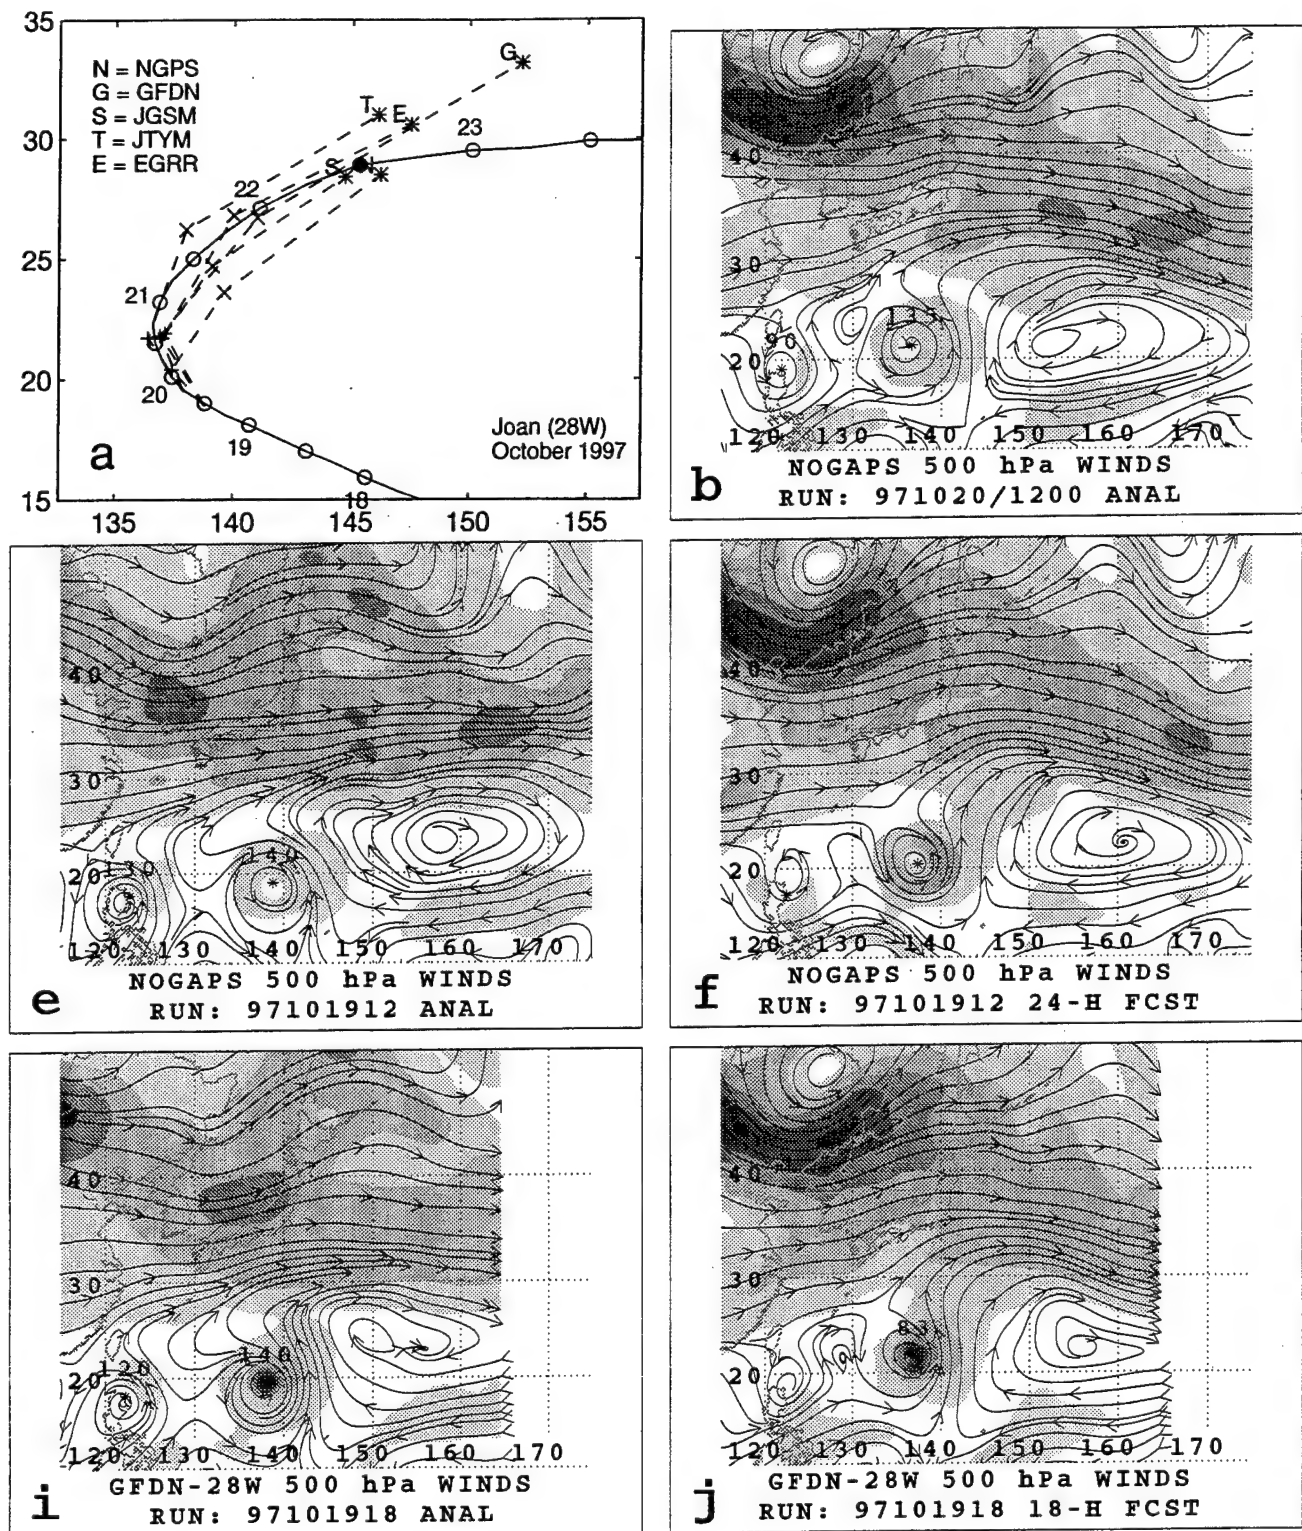 35
30
25
20
15
135
140
145
150
155
N = NGPS
G = GFDN
S = JGSM
T = JTYM
E = EGRR
G
T
E
S
23
22
21
20
19
18
Joan (28W)
October 1997
a
40
30
20
135
90
120 130 140 150 160 170
b
NOGAPS 500 hPa WINDS
RUN: 971020/1200 ANAL
40
30
20
130
140
120 130 140 150 160 170
e
NOGAPS 500 hPa WINDS
RUN: 97101912 ANAL
40
30
20
120 130 140 150 160 170
f
NOGAPS 500 hPa WINDS
RUN: 97101912 24-H FCST
40
30
20
120
140
120 130 140 150 160 170
i
GFDN-28W 500 hPa WINDS
RUN: 97101918 ANAL
40
30
20
83
120 130 140 150 160 170
j
GFDN-28W 500 hPa WINDS
RUN: 97101918 18-H FCST